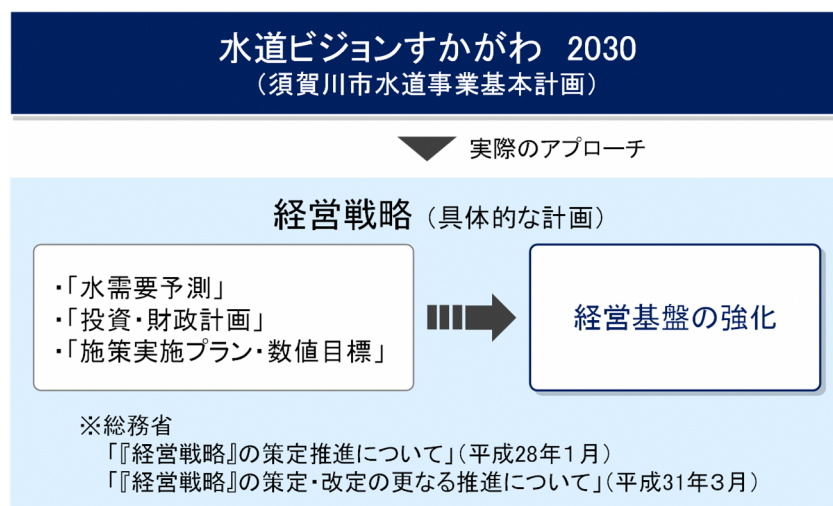 水道ビジョンすかがわ 2030
（須賀川市水道事業基本計画）
実際のアプローチ
経営戦略（具体的な計画）
・「水需要予測」
・「投資・財政計画」
・「施策実施プラン・数値目標」
経営基盤の強化
※総務省
「『経営戦略』の策定推進について」（平成28年１月）
「『経営戦略』の策定・改定の更なる推進について」（平成31年３月）